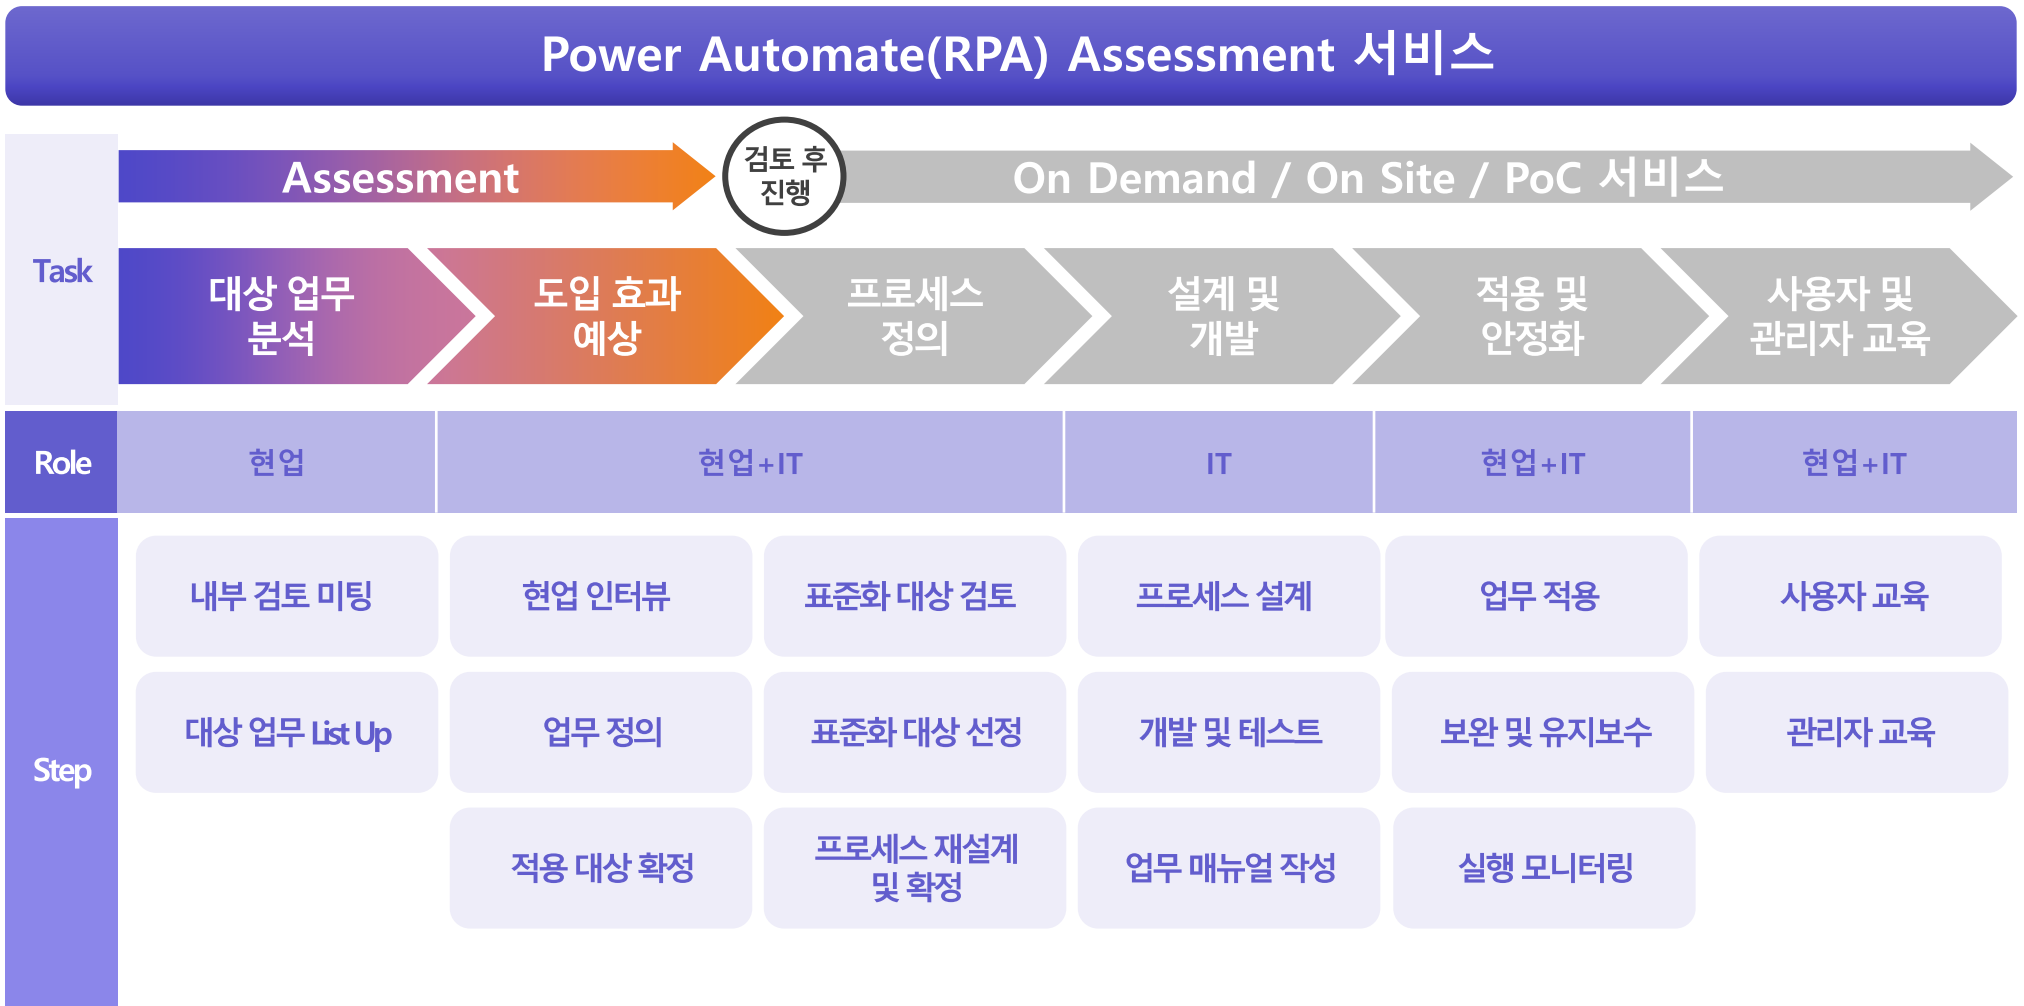 Power Automate(RPA) Assessment 서비스
Task
Assessment
검토 후
진행
On Demand / On Site / PoC 서비스
대상 업무
분석
도입 효과
예상
프로세스
정의
설계 및
개발
적용 및
안정화
사용자 및
관리자 교육
Role
현업
현업+IT
IT
현업+IT
현업+IT
Step
내부 검토 미팅
현업 인터뷰
표준화 대상 검토
프로세스 설계
업무 적용
사용자 교육
대상 업무 List Up
업무 정의
표준화 대상 선정
개발 및 테스트
보완 및 유지보수
관리자 교육
적용 대상 확정
프로세스 재설계
및 확정
업무 매뉴얼 작성
실행 모니터링